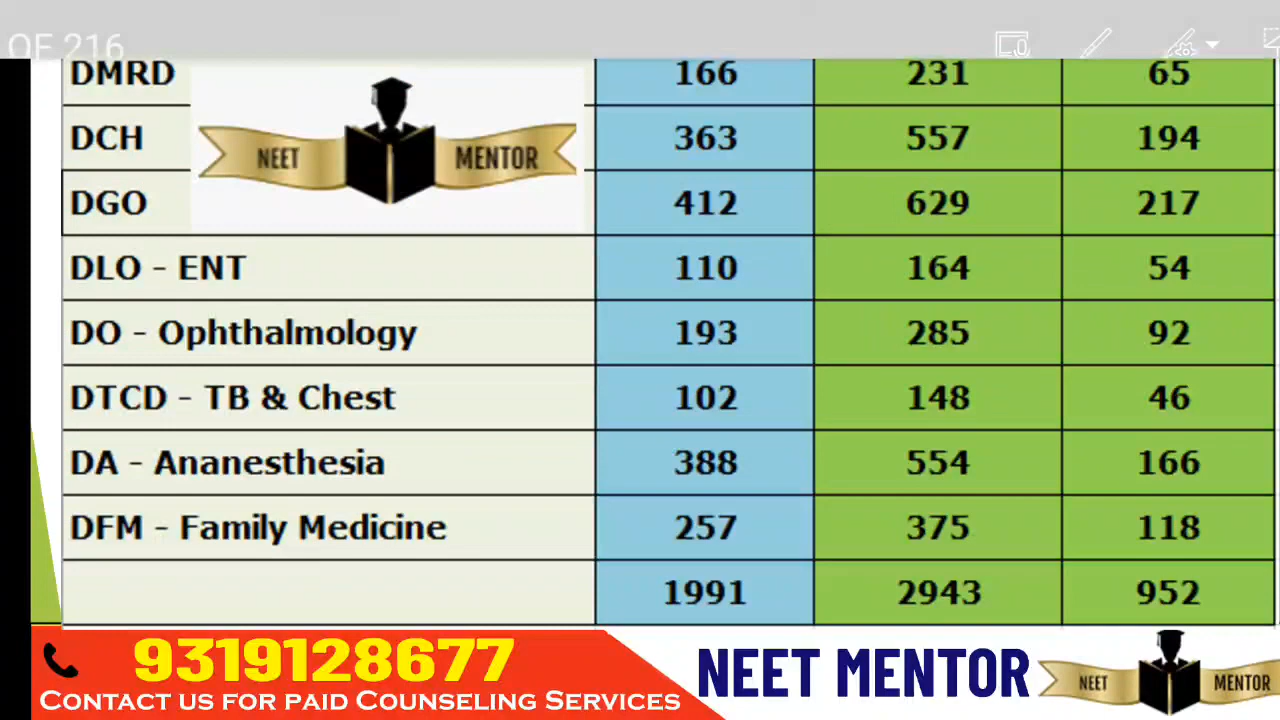 OF 216
DMRD 166 231 65
DCH 363 557 194
NEET MENTOR
DGO 412 629 217
DLO - ENT 110 164 54
DO - Ophthalmology 193 285 92
DTCD - TB & Chest 102 148 46
DA - Ananesthesia 388 554 166
DFM - Family Medicine 257 375 118
1991 2943 952
9319128677
CONTACT US FOR PAID COUNSELING SERVICES
NEET MENTOR
NEET MENTOR